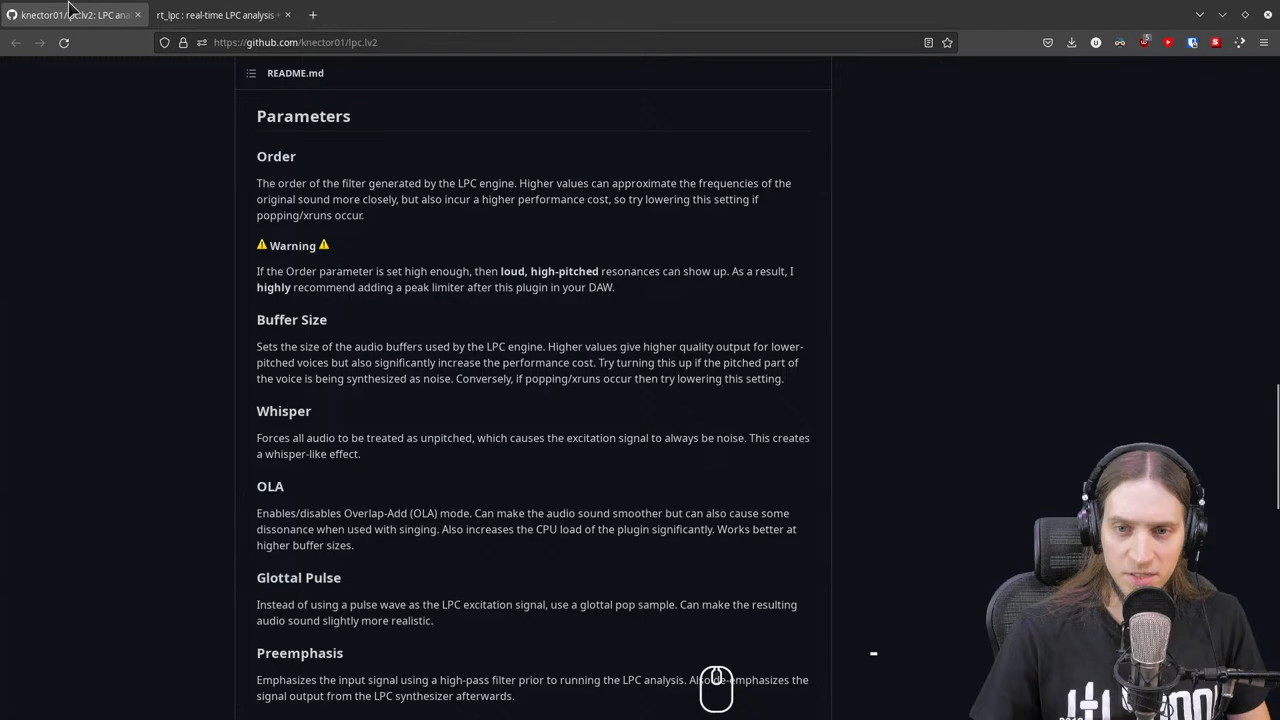 knector01/lpc.lv2: LPC ana
rt_lpc : real-time LPC analysis
https://github.com/knector01/lpc.lv2
5
README.md
Parameters
Order
The order of the filter generated by the LPC engine. Higher values can approximate the frequencies of the
original sound more closely, but also incur a higher performance cost, so try lowering this setting if
popping/xruns occur.
⚠ Warning ⚠
If the Order parameter is set high enough, then loud, high-pitched resonances can show up. As a result, I
highly recommend adding a peak limiter after this plugin in your DAW.
Buffer Size
Sets the size of the audio buffers used by the LPC engine. Higher values give higher quality output for lower-
pitched voices but also significantly increase the performance cost. Try turning this up if the pitched part of
the voice is being synthesized as noise. Conversely, if popping/xruns occur then try lowering this setting.
Whisper
Forces all audio to be treated as unpitched, which causes the excitation signal to always be noise. This creates
a whisper-like effect.
OLA
Enables/disables Overlap-Add (OLA) mode. Can make the audio sound smoother but can also cause some
dissonance when used with singing. Also increases the CPU load of the plugin significantly. Works better at
higher buffer sizes.
Glottal Pulse
Instead of using a pulse wave as the LPC excitation signal, use a glottal pop sample. Can make the resulting
audio sound slightly more realistic.
Preemphasis
Emphasizes the input signal using a high-pass filter prior to running the LPC analysis. Also de-emphasizes the
signal output from the LPC synthesizer afterwards.